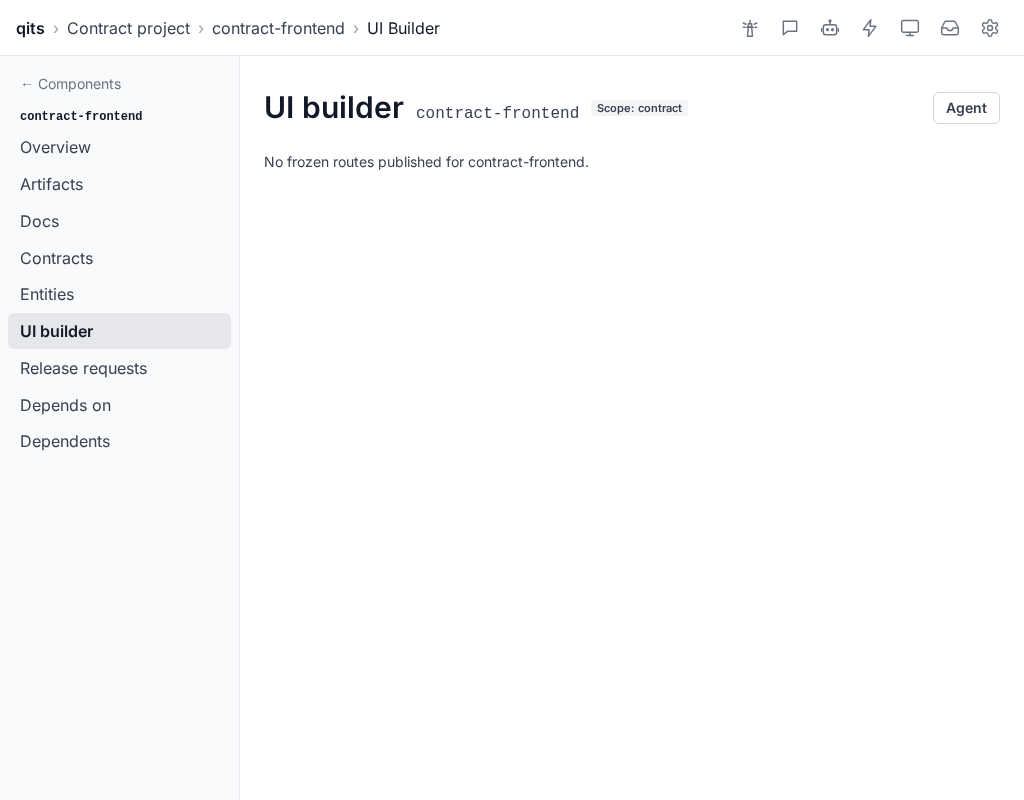 qits › Contract project › contract-frontend › UI Builder
← Components
contract-frontend
Overview
Artifacts
Docs
Contracts
Entities
UI builder
Release requests
Depends on
Dependents
UI builder contract-frontend Scope: contract
Agent
No frozen routes published for contract-frontend.